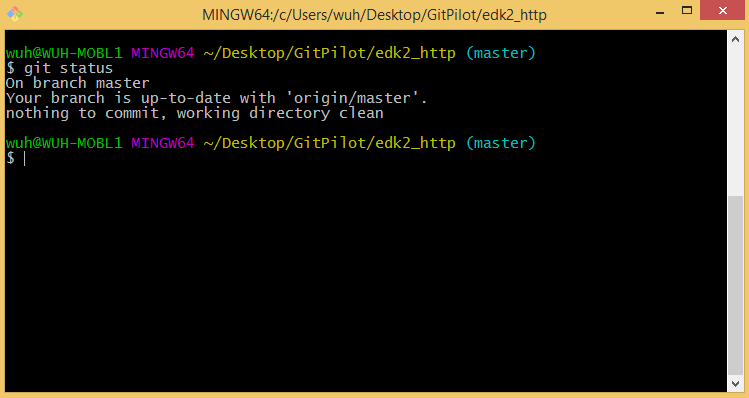 MINGW64:/c/Users/wuh/Desktop/GitPilot/edk2_http
wuh@WUH-MOBL1 MINGW64 ~/Desktop/GitPilot/edk2_http (master)
$ git status
On branch master
Your branch is up-to-date with 'origin/master'.
nothing to commit, working directory clean
wuh@WUH-MOBL1 MINGW64 ~/Desktop/GitPilot/edk2_http (master)
$